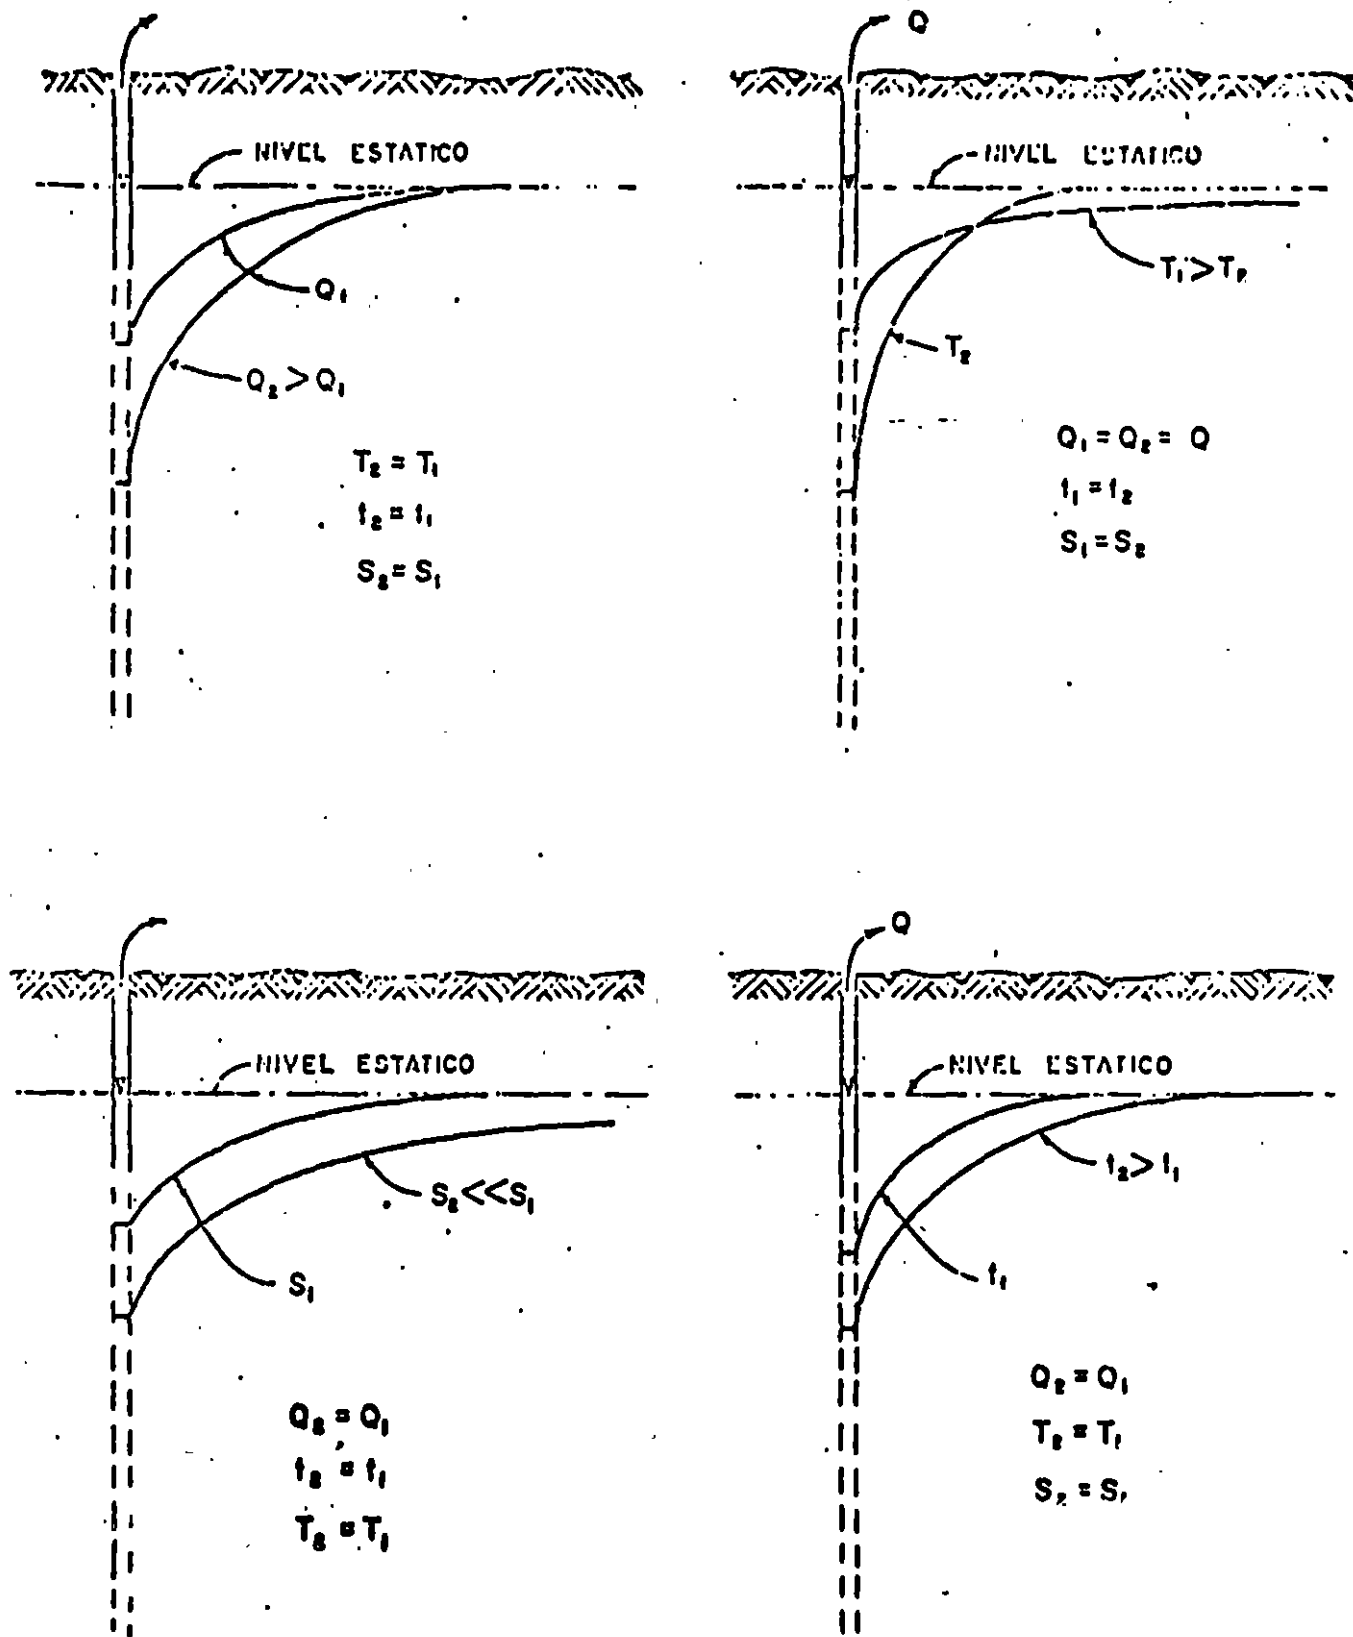 Q
NIVEL ESTATICO
NIVEL ESTATICO
Q₁
T₁ > T₂
T₂
Q₂ > Q₁
Q₁ = Q₂ = Q
T₂ = T₁
t₁ = t₂
t₂ = t₁
S₁ = S₂
S₂ = S₁
Q
NIVEL ESTATICO
NIVEL ESTATICO
S₂ << S₁
t₂ > t₁
S₁
t₁
Q₂ = Q₁
Q₂ = Q₁
t₂ = t₁
T₂ = T₁
T₂ = T₁
S₂ = S₁